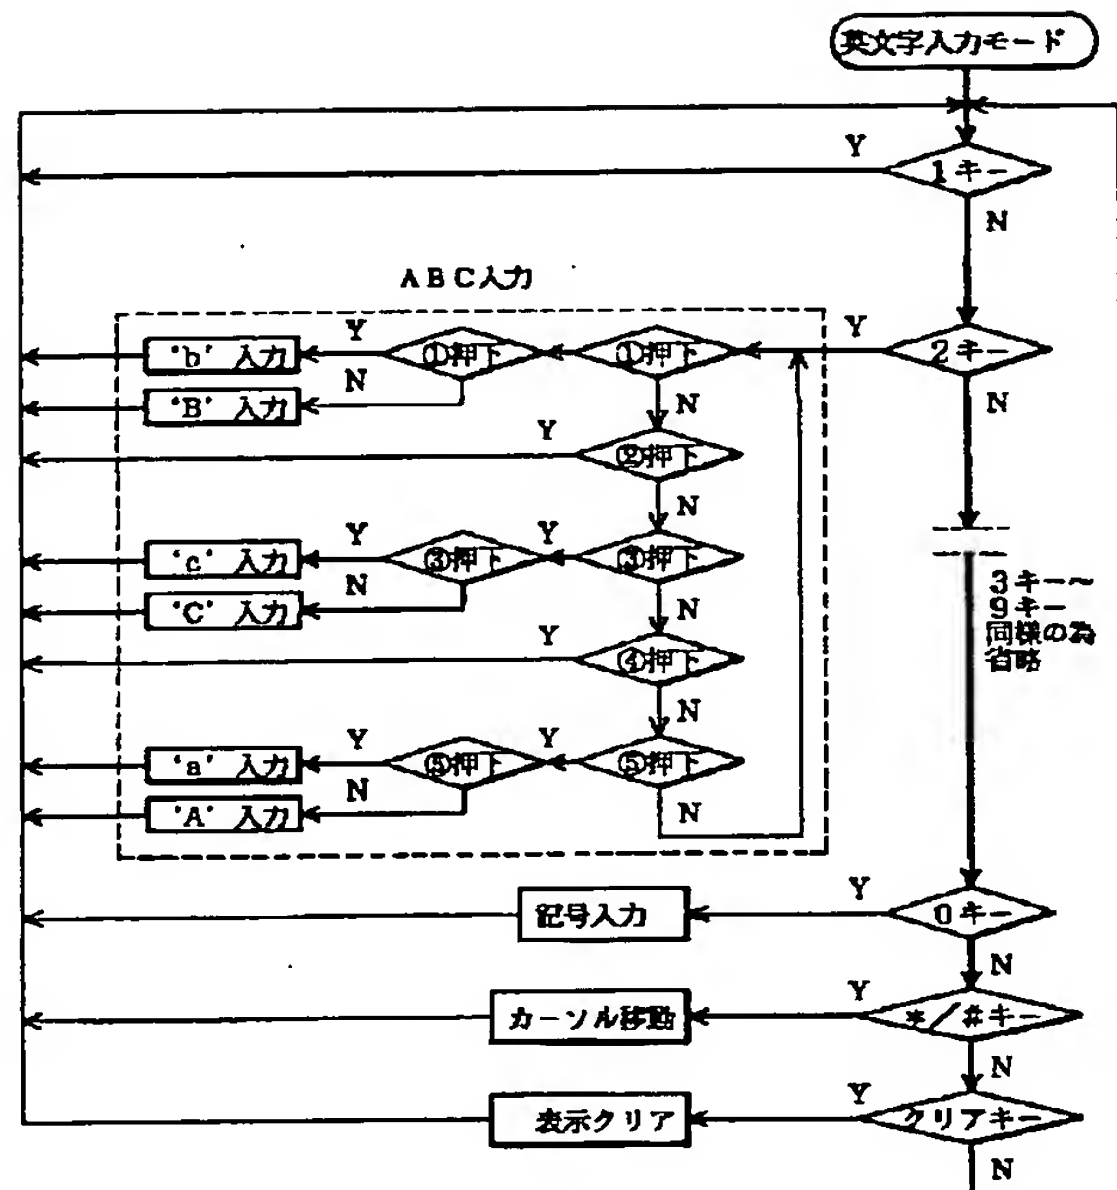 英文字入力モード
Y
1キー
N
ABC入力
‘b’入力
Y
①押下
①押下
Y
2キー
N
N
N
‘B’入力
Y
②押下
N
‘c’入力
Y
③押下
Y
③押下
3キー～
9キー
同様の為
省略
N
‘C’入力
N
Y
④押下
N
‘a’入力
Y
⑤押下
Y
⑤押下
N
‘A’入力
N
記号入力
Y
0キー
N
カーソル移動
Y
*/#キー
N
表示クリア
Y
クリアキー
N